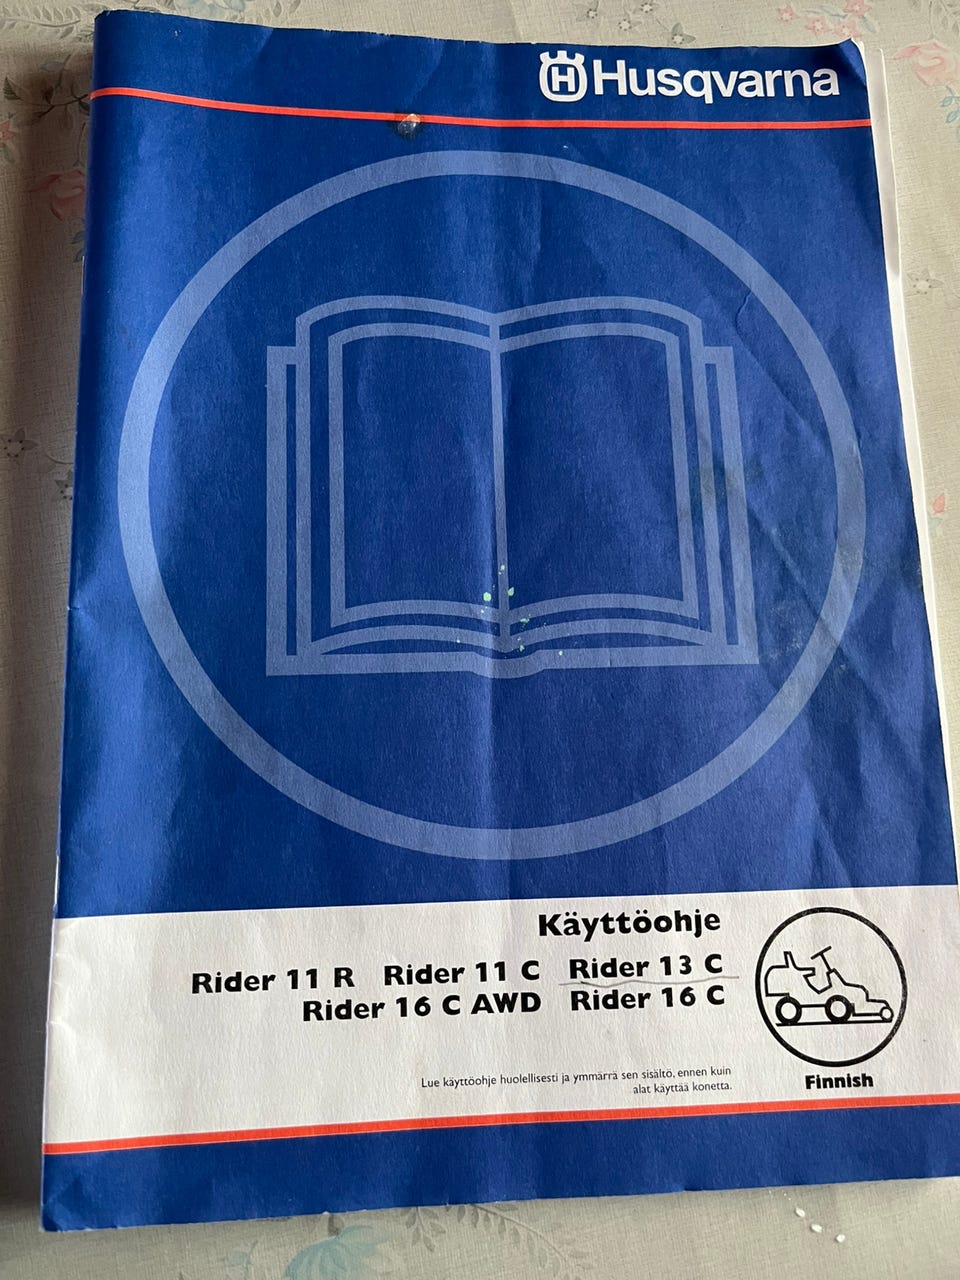 Husqvarna
Käyttöohje
Rider 11 R Rider 11 C Rider 13 C
Rider 16 C AWD Rider 16 C
Lue käyttöohje huolellisesti ja ymmärrä sen sisältö, ennen kuin
alat käyttää konetta.
Finnish